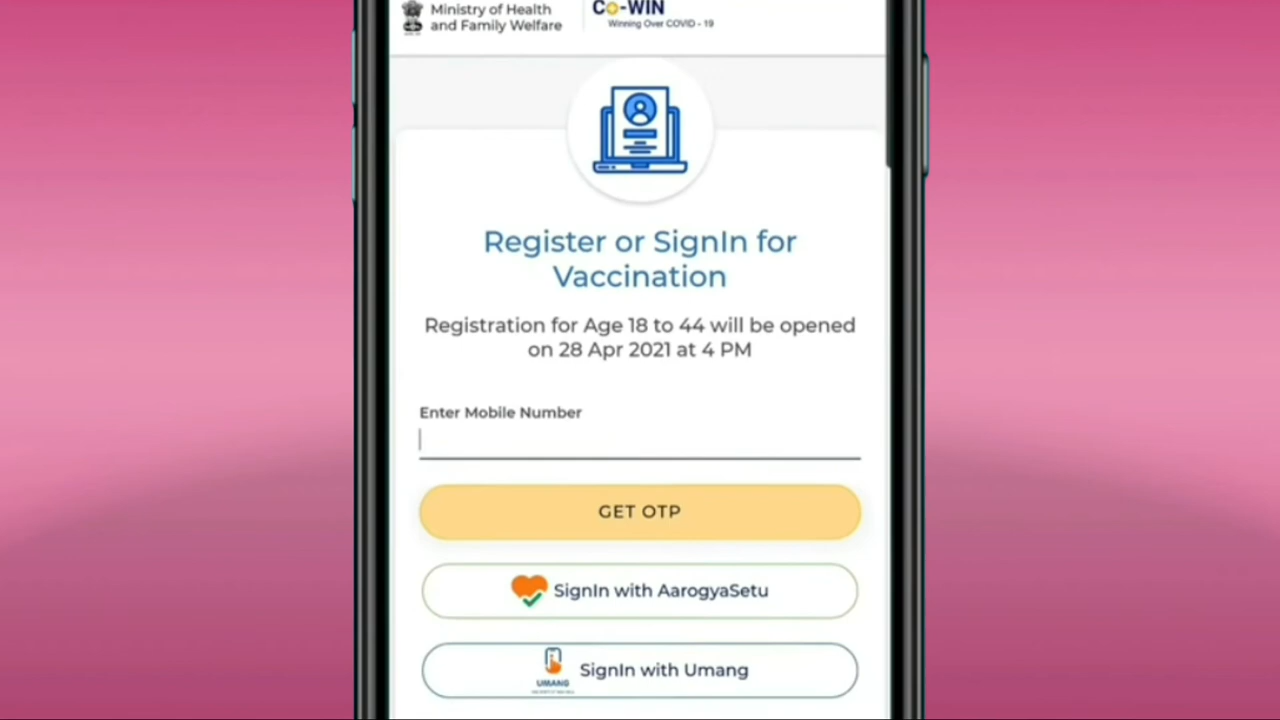 Ministry of Health
and Family Welfare
Co-WIN
Winning Over COVID - 19
Register or SignIn for
Vaccination
Registration for Age 18 to 44 will be opened
on 28 Apr 2021 at 4 PM
Enter Mobile Number
GET OTP
SignIn with AarogyaSetu
UMANG
SignIn with Umang